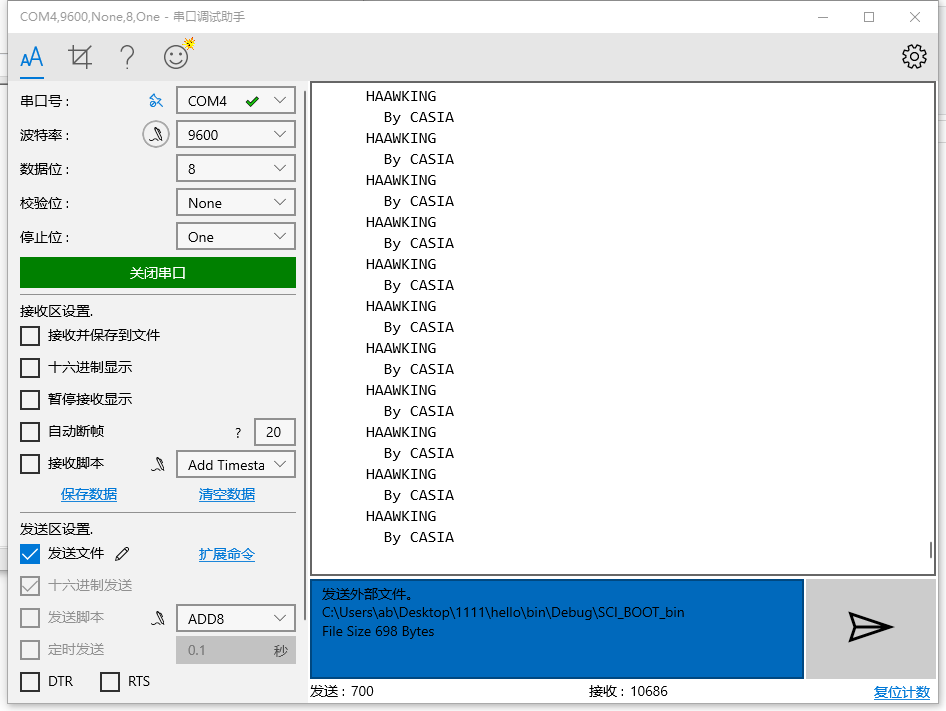 COM4,9600,None,8,One - 串口调试助手
AA
串口号：
COM4
波特率：
9600
数据位：
8
校验位：
None
停止位：
One
关闭串口
接收区设置.
接收并保存到文件
十六进制显示
暂停接收显示
自动断帧
?
20
接收脚本
Add Timesta
保存数据
清空数据
发送区设置.
发送文件
扩展命令
十六进制发送
发送脚本
ADD8
定时发送
0.1
秒
DTR
RTS
HAAWKING
By CASIA
HAAWKING
By CASIA
HAAWKING
By CASIA
HAAWKING
By CASIA
HAAWKING
By CASIA
HAAWKING
By CASIA
HAAWKING
By CASIA
HAAWKING
By CASIA
HAAWKING
By CASIA
HAAWKING
By CASIA
HAAWKING
By CASIA
发送外部文件。
C:\Users\ab\Desktop\1111\hello\bin\Debug\SCI_BOOT_bin
File Size 698 Bytes
发送：700
接收：10686
复位计数